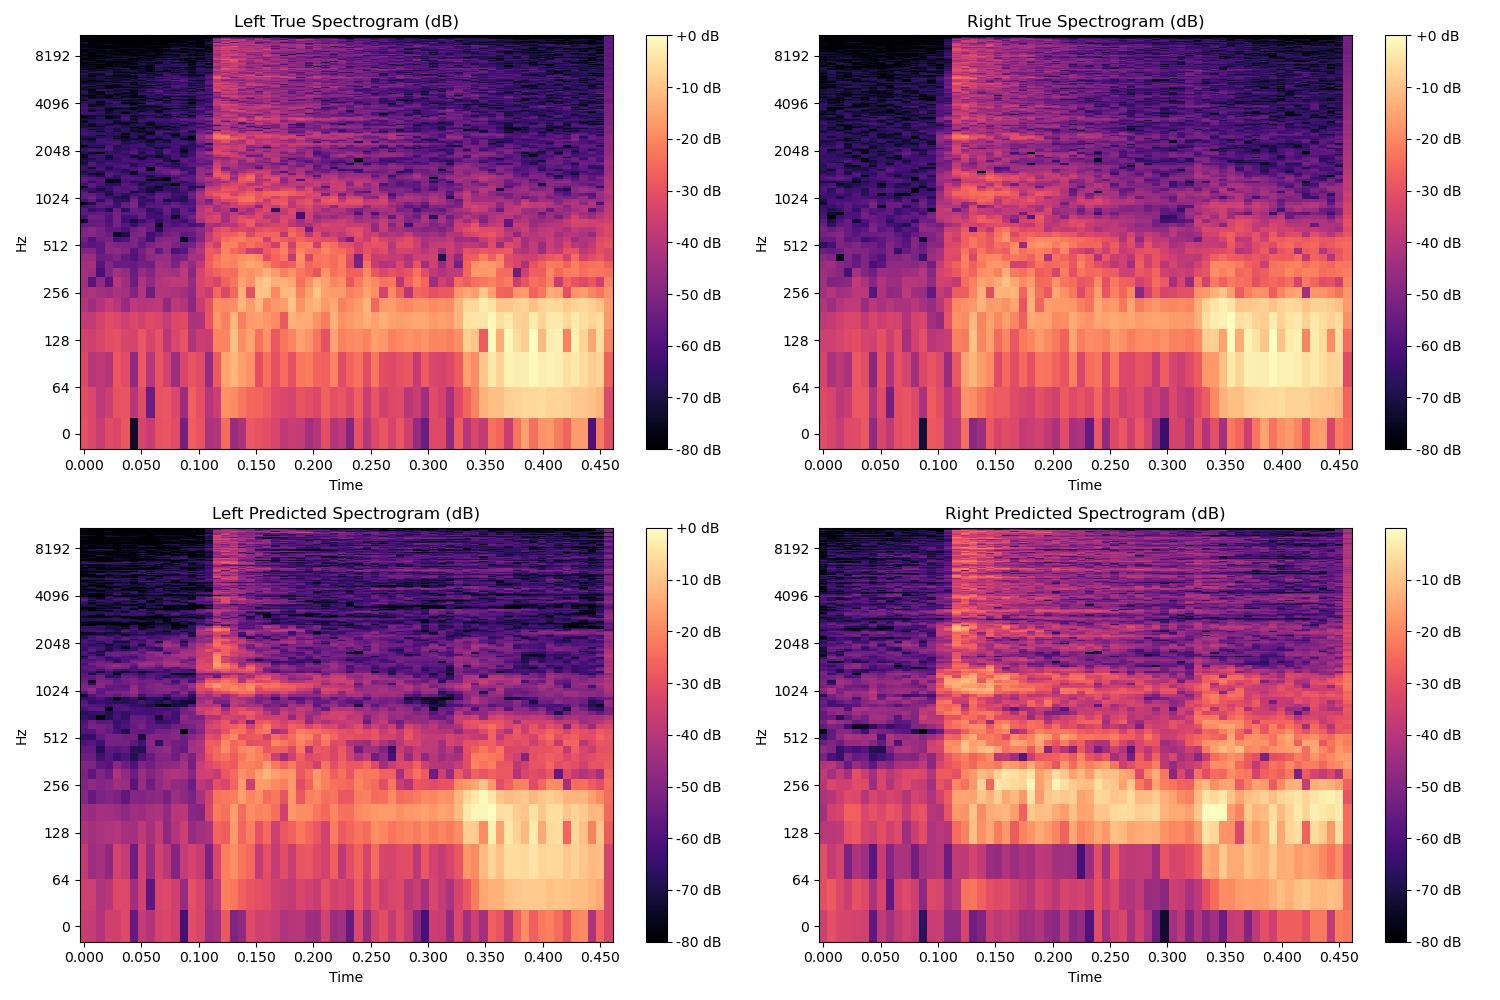 Left True Spectrogram (dB)
8192
4096
2048
1024
512
256
128
64
0
Hz
0.000 0.050 0.100 0.150 0.200 0.250 0.300 0.350 0.400 0.450
Time
+0 dB
-10 dB
-20 dB
-30 dB
-40 dB
-50 dB
-60 dB
-70 dB
-80 dB
Right True Spectrogram (dB)
8192
4096
2048
1024
512
256
128
64
0
Hz
0.000 0.050 0.100 0.150 0.200 0.250 0.300 0.350 0.400 0.450
Time
+0 dB
-10 dB
-20 dB
-30 dB
-40 dB
-50 dB
-60 dB
-70 dB
-80 dB
Left Predicted Spectrogram (dB)
8192
4096
2048
1024
512
256
128
64
0
Hz
0.000 0.050 0.100 0.150 0.200 0.250 0.300 0.350 0.400 0.450
Time
+0 dB
-10 dB
-20 dB
-30 dB
-40 dB
-50 dB
-60 dB
-70 dB
-80 dB
Right Predicted Spectrogram (dB)
8192
4096
2048
1024
512
256
128
64
0
Hz
0.000 0.050 0.100 0.150 0.200 0.250 0.300 0.350 0.400 0.450
Time
-10 dB
-20 dB
-30 dB
-40 dB
-50 dB
-60 dB
-70 dB
-80 dB